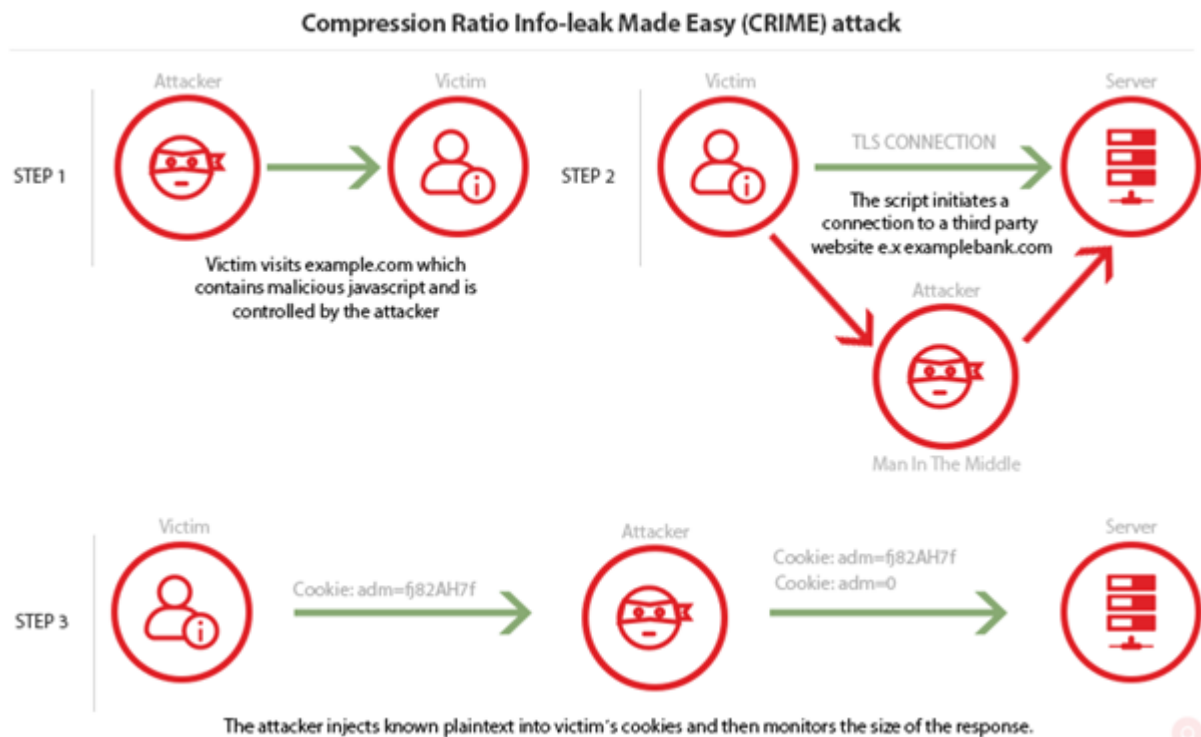 Compression Ratio Info-leak Made Easy (CRIME) attack
Attacker
Victim
STEP 1
Victim visits example.com which
contains malicious javascript and is
controlled by the attacker
Victim
Server
STEP 2
TLS CONNECTION
The script initiates a
connection to a third party
website e.x examplebank.com
Attacker
Man In The Middle
Victim
Attacker
Server
STEP 3
Cookie: adm=fj82AH7f
Cookie: adm=fj82AH7f
Cookie: adm=0
The attacker injects known plaintext into victim's cookies and then monitors the size of the response.